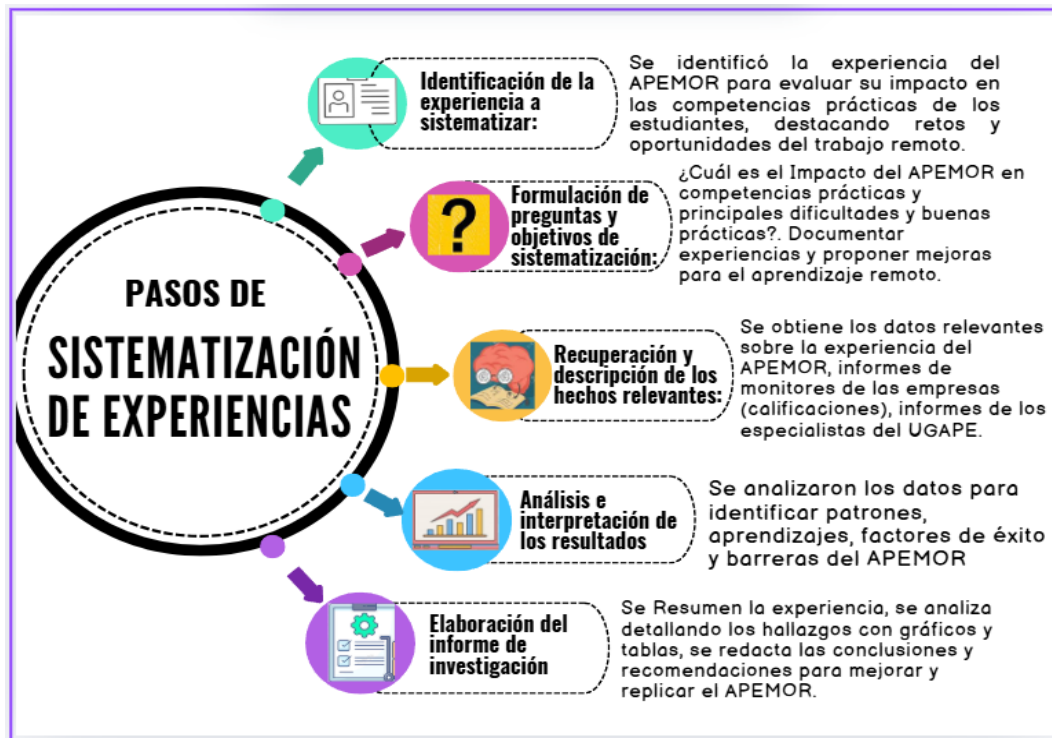 PASOS DE
SISTEMATIZACIÓN
DE EXPERIENCIAS
Identificación de la
experiencia a
sistematizar:
Se identificó la experiencia del
APEMOR para evaluar su impacto en
las competencias prácticas de los
estudiantes, destacando retos y
oportunidades del trabajo remoto.
?
Formulación de
preguntas y
objetivos de
sistematización:
¿Cuál es el Impacto del APEMOR en
competencias prácticas y
principales dificultades y buenas
prácticas?. Documentar
experiencias y proponer mejoras
para el aprendizaje remoto.
Recuperación y
descripción de los
hechos relevantes:
Se obtiene los datos relevantes
sobre la experiencia del
APEMOR, informes de
monitores de las empresas
(calificaciones), informes de los
especialistas del UGAPE.
Análisis e
interpretación de
los resultados
Se analizaron los datos para
identificar patrones,
aprendizajes, factores de éxito
y barreras del APEMOR
Elaboración del
informe de
investigación
Se Resumen la experiencia, se analiza
detallando los hallazgos con gráficos y
tablas, se redacta las conclusiones y
recomendaciones para mejorar y
replicar el APEMOR.